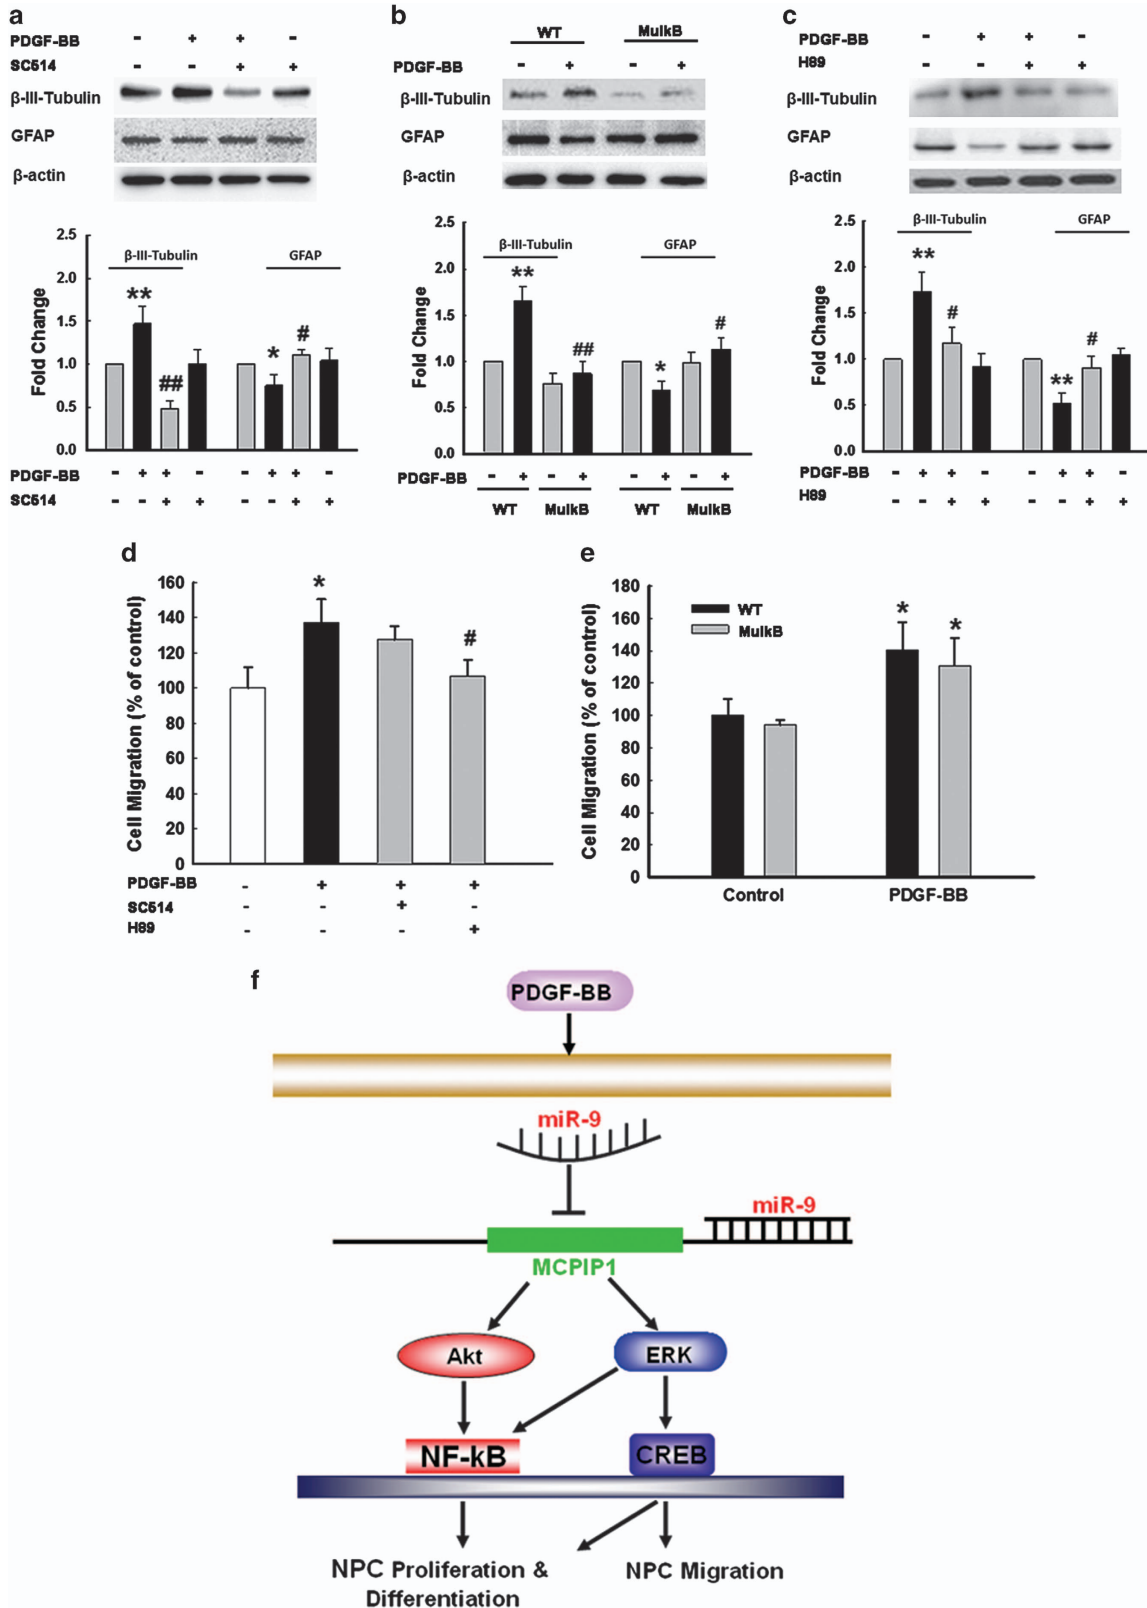 a
PDGF-BB - + + -
SC514 - - + +
β-III-Tubulin
GFAP
β-actin
2.5
2.0
1.5
1.0
0.5
0.0
Fold Change
β-III-Tubulin GFAP
** ## * #
PDGF-BB - + + - - + + -
SC514 - - + + - - + +
b
WT MuIkB
PDGF-BB - + - +
β-III-Tubulin
GFAP
β-actin
2.5
2.0
1.5
1.0
0.5
0.0
Fold Change
β-III-Tubulin GFAP
** ## * #
PDGF-BB - + - + - + - +
WT MuIkB WT MuIkB
c
PDGF-BB - + + -
H89 - - + +
β-III-Tubulin
GFAP
β-actin
2.5
2.0
1.5
1.0
0.5
0.0
Fold Change
β-III-Tubulin GFAP
** # ** #
PDGF-BB - + + - - + + -
H89 - - + + - - + +
d
160
140
120
100
80
60
40
20
0
Cell Migration (% of control)
* #
PDGF-BB - + + +
SC514 - - + -
H89 - - - +
e
180
160
140
120
100
80
60
40
20
0
Cell Migration (% of control)
WT
MuIkB
* *
Control PDGF-BB
f
PDGF-BB
miR-9
miR-9
MCPIP1
Akt ERK
NF-kB CREB
NPC Proliferation & Differentiation
NPC Migration